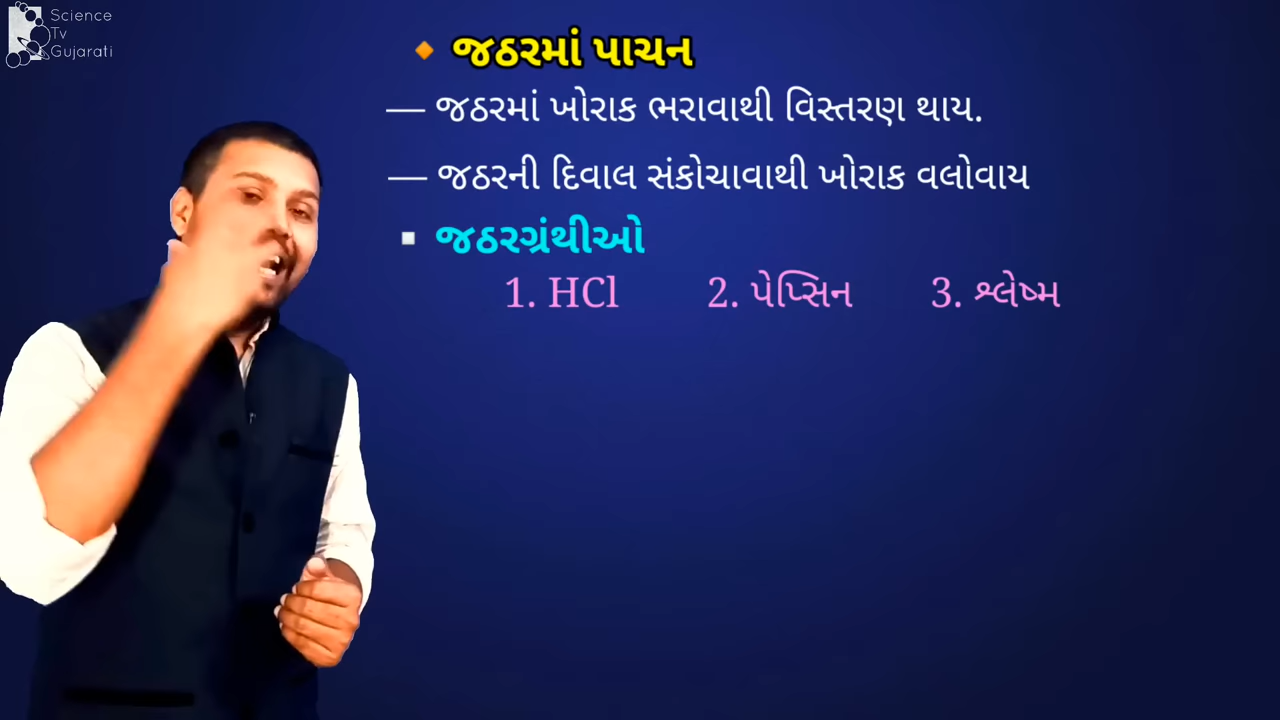 Science
Tv
Gujarati
🔸 જઠરમાં પાચન
— જઠરમાં ખોરાક ભરાવાથી વિસ્તરણ થાય.
— જઠરની દિવાલ સંકોચાવાથી ખોરાક વલોવાય
▫️ જઠરગ્રંથીઓ
1. HCl 2. પેપ્સિન 3. શ્લેષ્મ